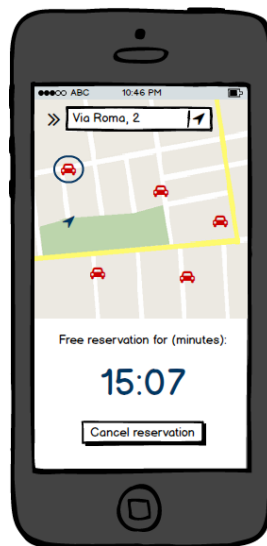 ABC 10:46 PM
Via Roma, 2
Free reservation for (minutes):
15:07
Cancel reservation